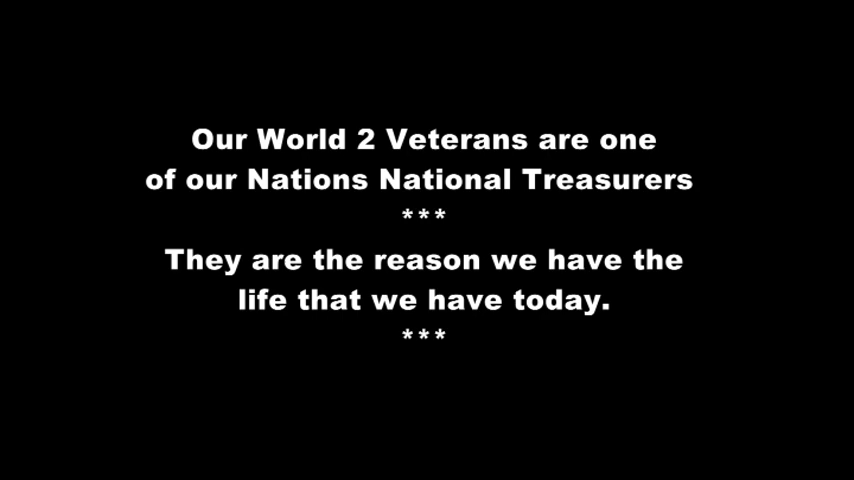 Our World 2 Veterans are one
of our Nations National Treasurers
***
They are the reason we have the
life that we have today.
***